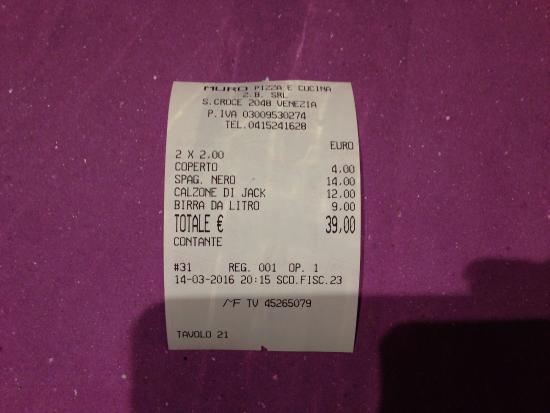 MURO PIZZA E CUCINA
Z.B. SRL
S.CROCE 2048 VENEZIA
P.IVA 03009530274
TEL.0415241628
EURO
2 X 2,00
COPERTO 4,00
SPAG. NERO 14,00
CALZONE DI JACK 12,00
BIRRA DA LITRO 9,00
TOTALE € 39,00
CONTANTE
#31 REG. 001 OP. 1
14-03-2016 20:15 SCO.FISC.23
MF TV 45265079
TAVOLO 21